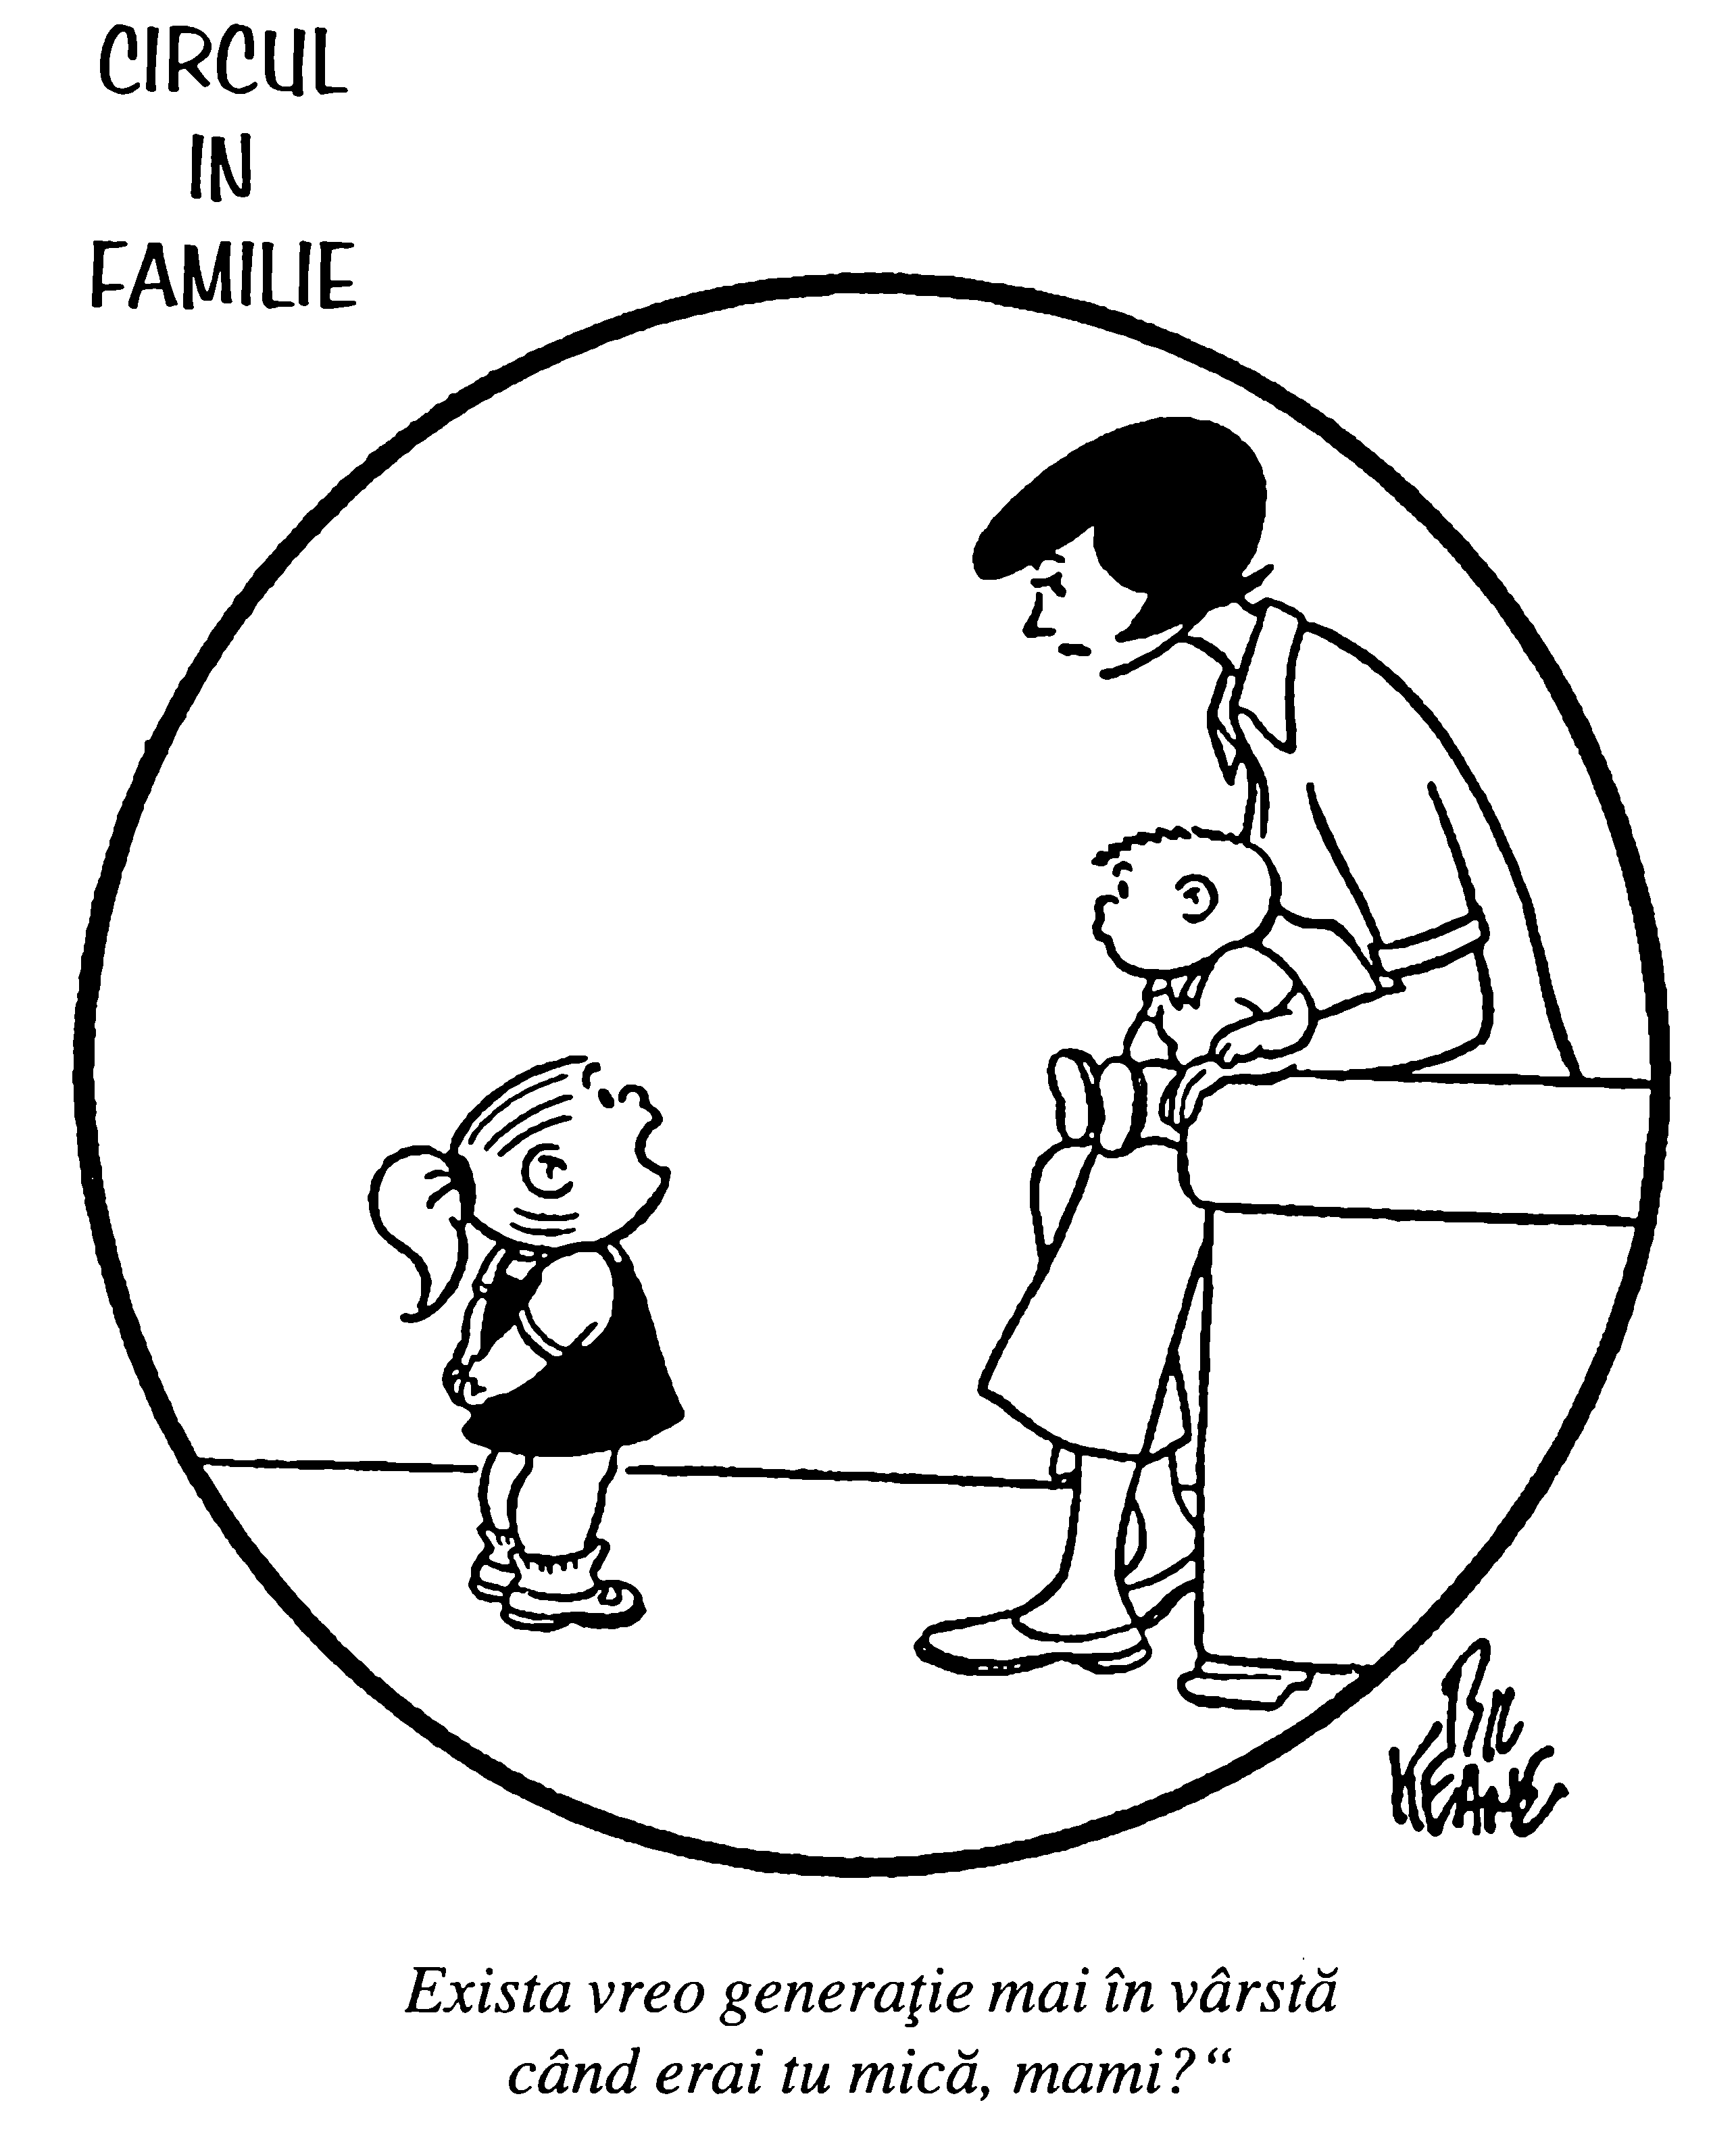 CIRCUL
IN
FAMILIE
BIL
KEANE
Exista vreo generaţie mai în vârstă
când erai tu mică, mami?“